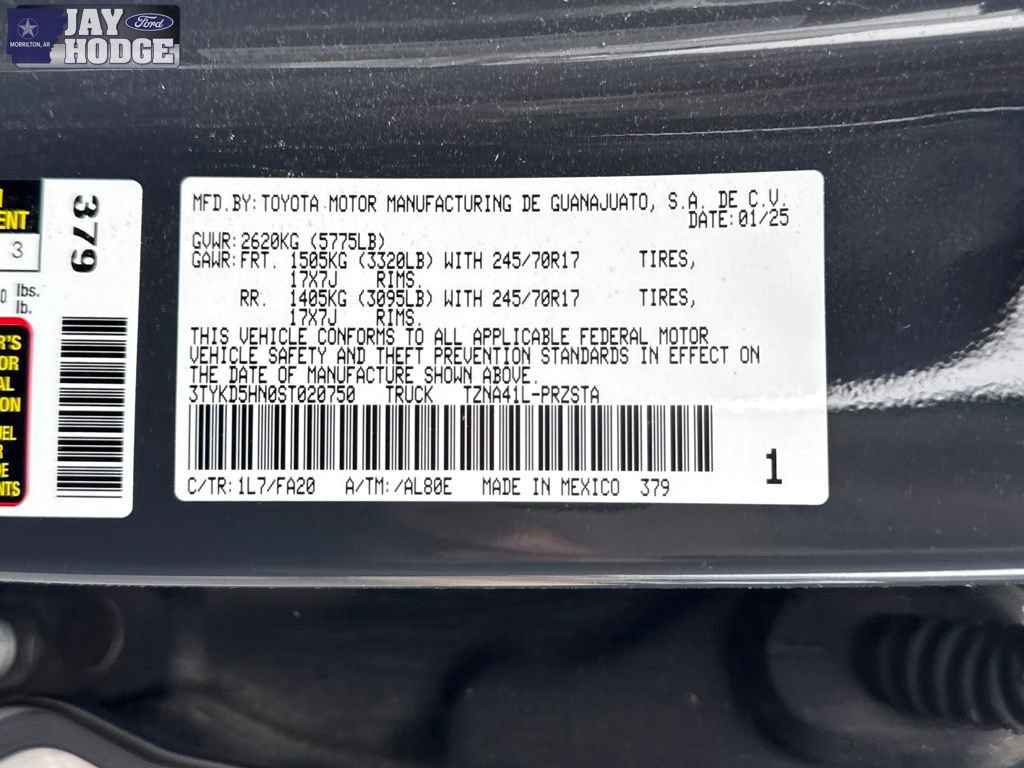 JAY
Ford
HODGE
MORRILTON, AR
ENT
3
lbs.
lb.
379
MFD.BY:TOYOTA MOTOR MANUFACTURING DE GUANAJUATO, S.A. DE C.V.
DATE:01/25
GVWR:2620KG (5775LB)
GAWR:FRT. 1505KG (3320LB) WITH 245/70R17 TIRES,
17X7J RIMS.
RR. 1405KG (3095LB) WITH 245/70R17 TIRES,
17X7J RIMS.
THIS VEHICLE CONFORMS TO ALL APPLICABLE FEDERAL MOTOR
VEHICLE SAFETY AND THEFT PREVENTION STANDARDS IN EFFECT ON
THE DATE OF MANUFACTURE SHOWN ABOVE.
3TYKD5HN0ST020750 TRUCK TZNA41L-PRZSTA
C/TR:1L7/FA20 A/TM:/AL80E MADE IN MEXICO 379
1